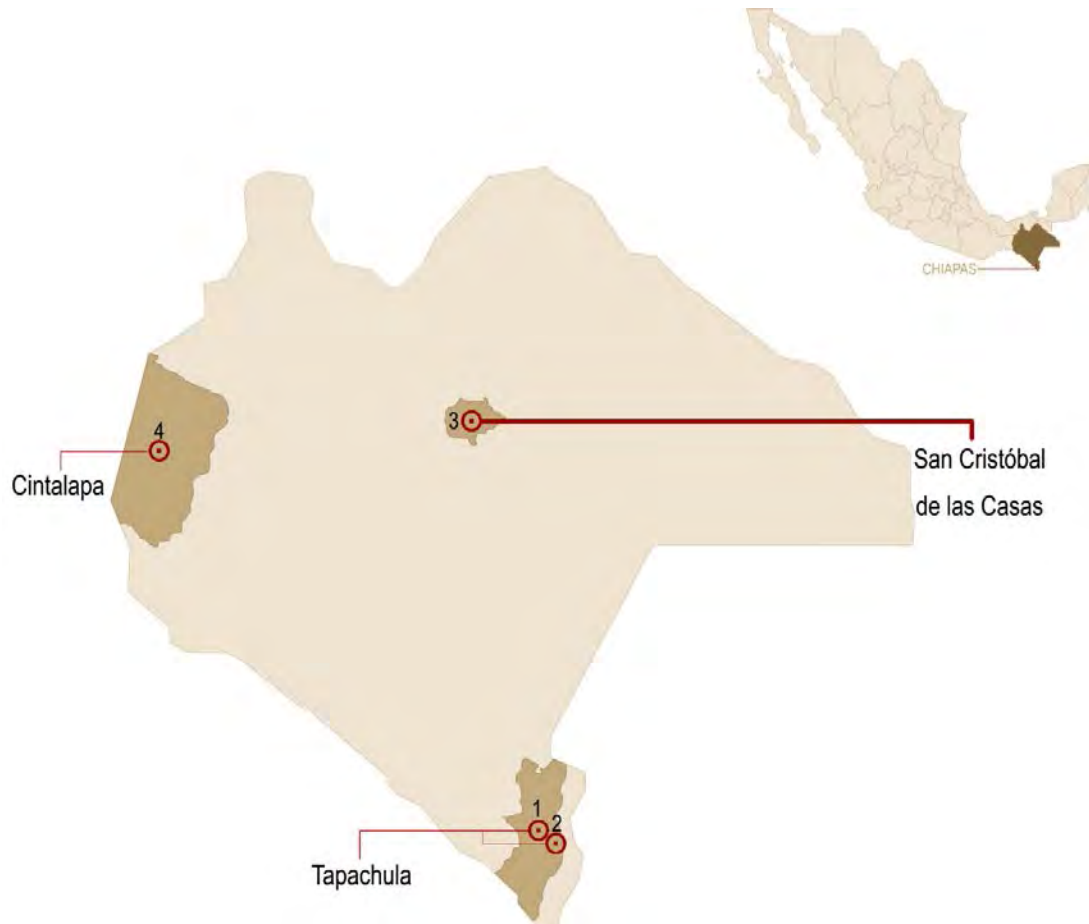 CHIAPAS
3
4
San Cristóbal
de las Casas
Cintalapa
1
2
Tapachula